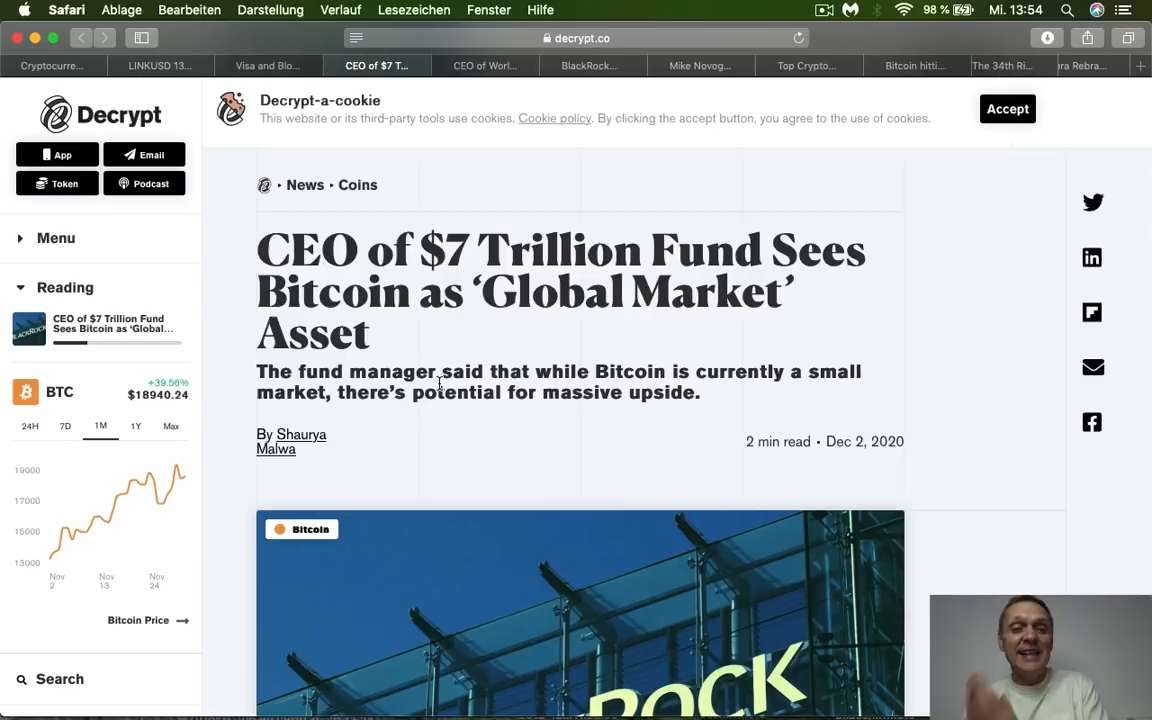 Safari Ablage Bearbeiten Darstellung Verlauf Lesezeichen Fenster Hilfe 98 % Mi. 13:54
decrypt.co
Cryptocurre... LINKUSD 13... Visa and Blo... CEO of $7 T... CEO of Worl... BlackRock... Mike Novog... Top Crypto... Bitcoin hitti... The 34th Ri... ra Rebra...
Decrypt
App Email
Token Podcast
Menu
Reading
CEO of $7 Trillion Fund
Sees Bitcoin as ‘Global...
BTC
+39.56%
$18940.24
24H 7D 1M 1Y Max
19000
17000
15000
13000
Nov 2 Nov 13 Nov 24
Bitcoin Price
Search
Decrypt-a-cookie
This website or its third-party tools use cookies. Cookie policy. By clicking the accept button, you agree to the use of cookies.
Accept
News Coins
CEO of $7 Trillion Fund Sees
Bitcoin as ‘Global Market’
Asset
The fund manager said that while Bitcoin is currently a small
market, there’s potential for massive upside.
By Shaurya
Malwa
2 min read • Dec 2, 2020
Bitcoin
ROCK